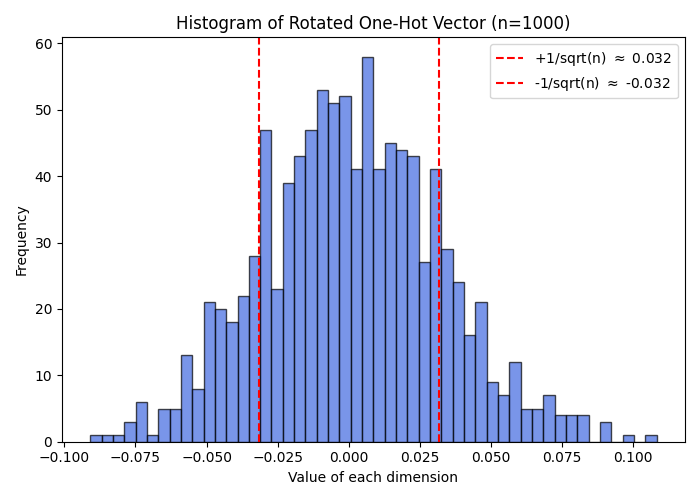 Histogram of Rotated One-Hot Vector (n=1000)
+1/sqrt(n) ≈ 0.032
-1/sqrt(n) ≈ -0.032
Frequency
60
50
40
30
20
10
0
−0.100 −0.075 −0.050 −0.025 0.000 0.025 0.050 0.075 0.100
Value of each dimension